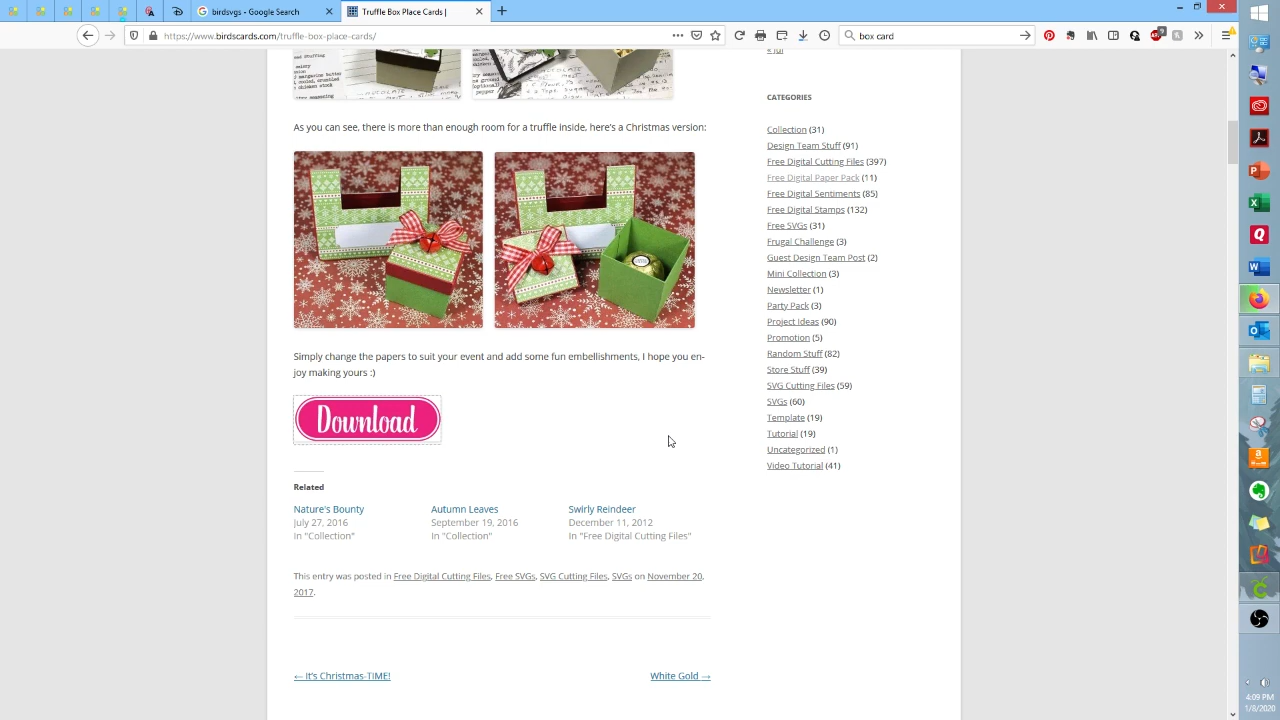 birdsvgs - Google Search
Truffle Box Place Cards |
https://www.birdscards.com/truffle-box-place-cards/
box card
« Jul
As you can see, there is more than enough room for a truffle inside, here's a Christmas version:
Simply change the papers to suit your event and add some fun embellishments, I hope you en-
joy making yours :)
Download
Related
Nature's Bounty
July 27, 2016
In "Collection"
Autumn Leaves
September 19, 2016
In "Collection"
Swirly Reindeer
December 11, 2012
In "Free Digital Cutting Files"
This entry was posted in Free Digital Cutting Files, Free SVGs, SVG Cutting Files, SVGs on November 20,
2017.
← It's Christmas-TIME!
White Gold →
CATEGORIES
Collection (31)
Design Team Stuff (91)
Free Digital Cutting Files (397)
Free Digital Paper Pack (11)
Free Digital Sentiments (85)
Free Digital Stamps (132)
Free SVGs (31)
Frugal Challenge (3)
Guest Design Team Post (2)
Mini Collection (3)
Newsletter (1)
Party Pack (3)
Project Ideas (90)
Promotion (5)
Random Stuff (82)
Store Stuff (39)
SVG Cutting Files (59)
SVGs (60)
Template (19)
Tutorial (19)
Uncategorized (1)
Video Tutorial (41)
4:09 PM
1/8/2020